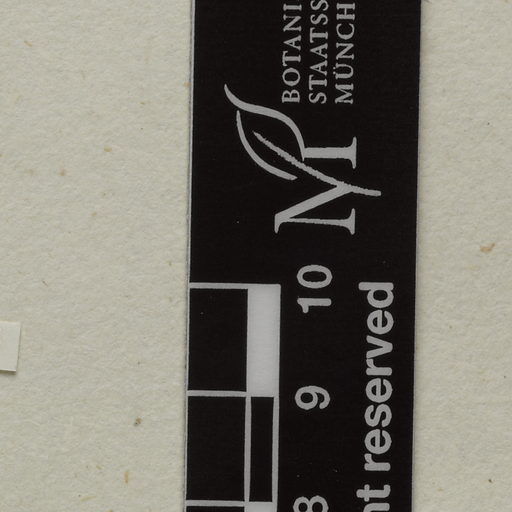 BOTANI
STAATSS
MÜNCH
M
10
9
8
nt reserved